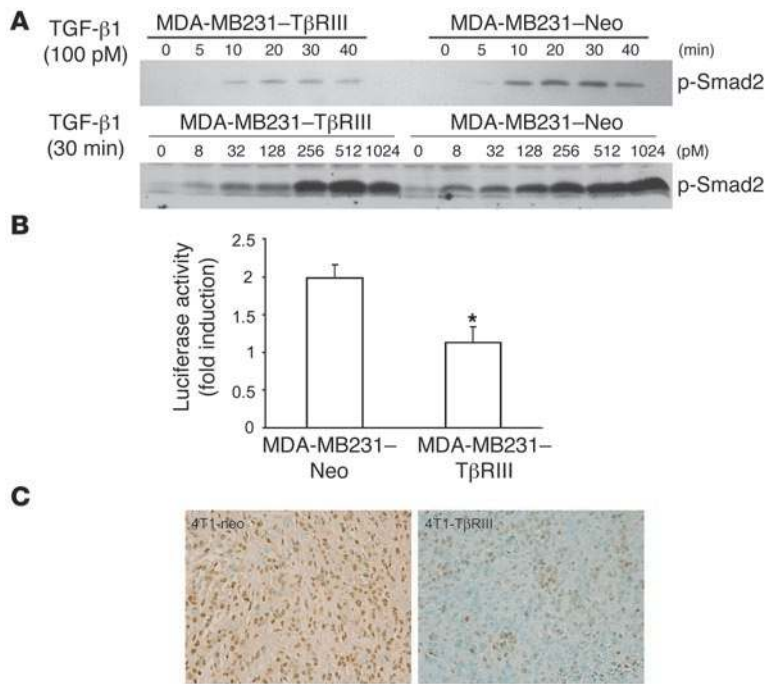 A
TGF-β1
(100 pM)
MDA-MB231–TβRIII
MDA-MB231–Neo
0 5 10 20 30 40
0 5 10 20 30 40
(min)
p-Smad2
TGF-β1
(30 min)
MDA-MB231–TβRIII
MDA-MB231–Neo
0 8 32 128 256 512 1024
0 8 32 128 256 512 1024
(pM)
p-Smad2
B
Luciferase activity
(fold induction)
2.5
2
1.5
1
0.5
0
*
MDA-MB231–
Neo
MDA-MB231–
TβRIII
C
4T1-neo
4T1-TβRIII